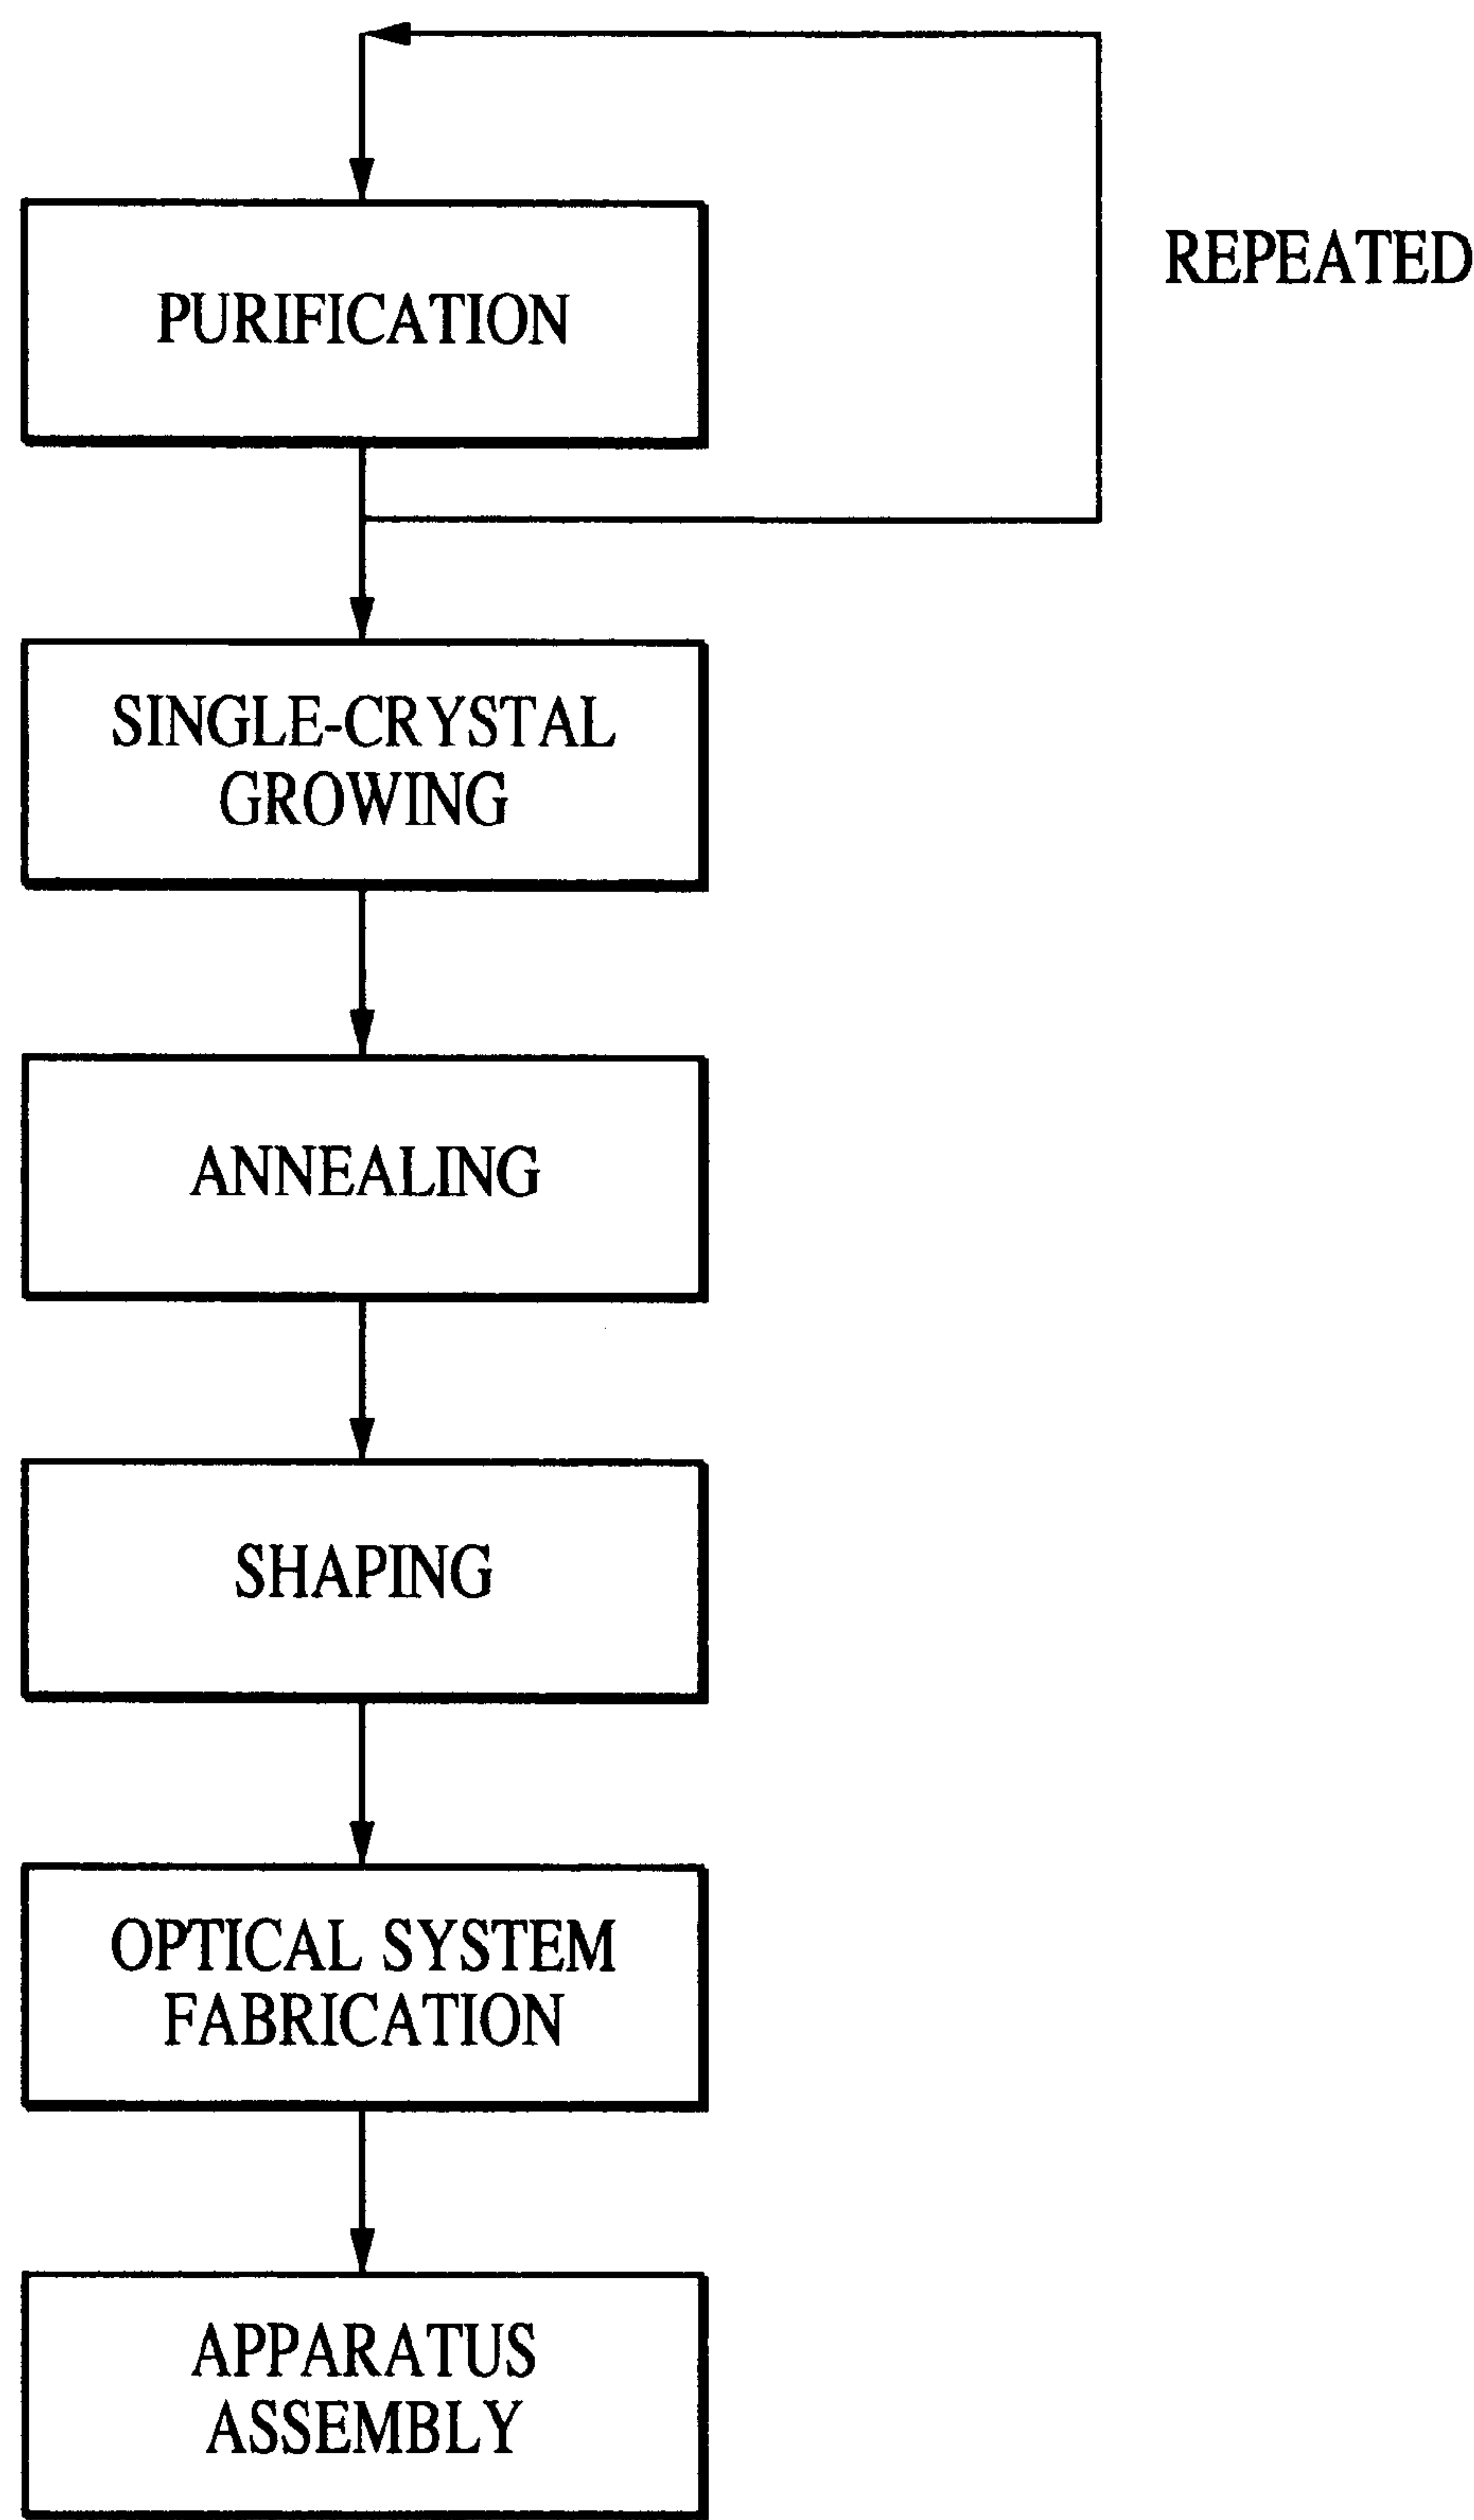 REPEATED
PURIFICATION
SINGLE-CRYSTAL
GROWING
ANNEALING
SHAPING
OPTICAL SYSTEM
FABRICATION
APPARATUS
ASSEMBLY